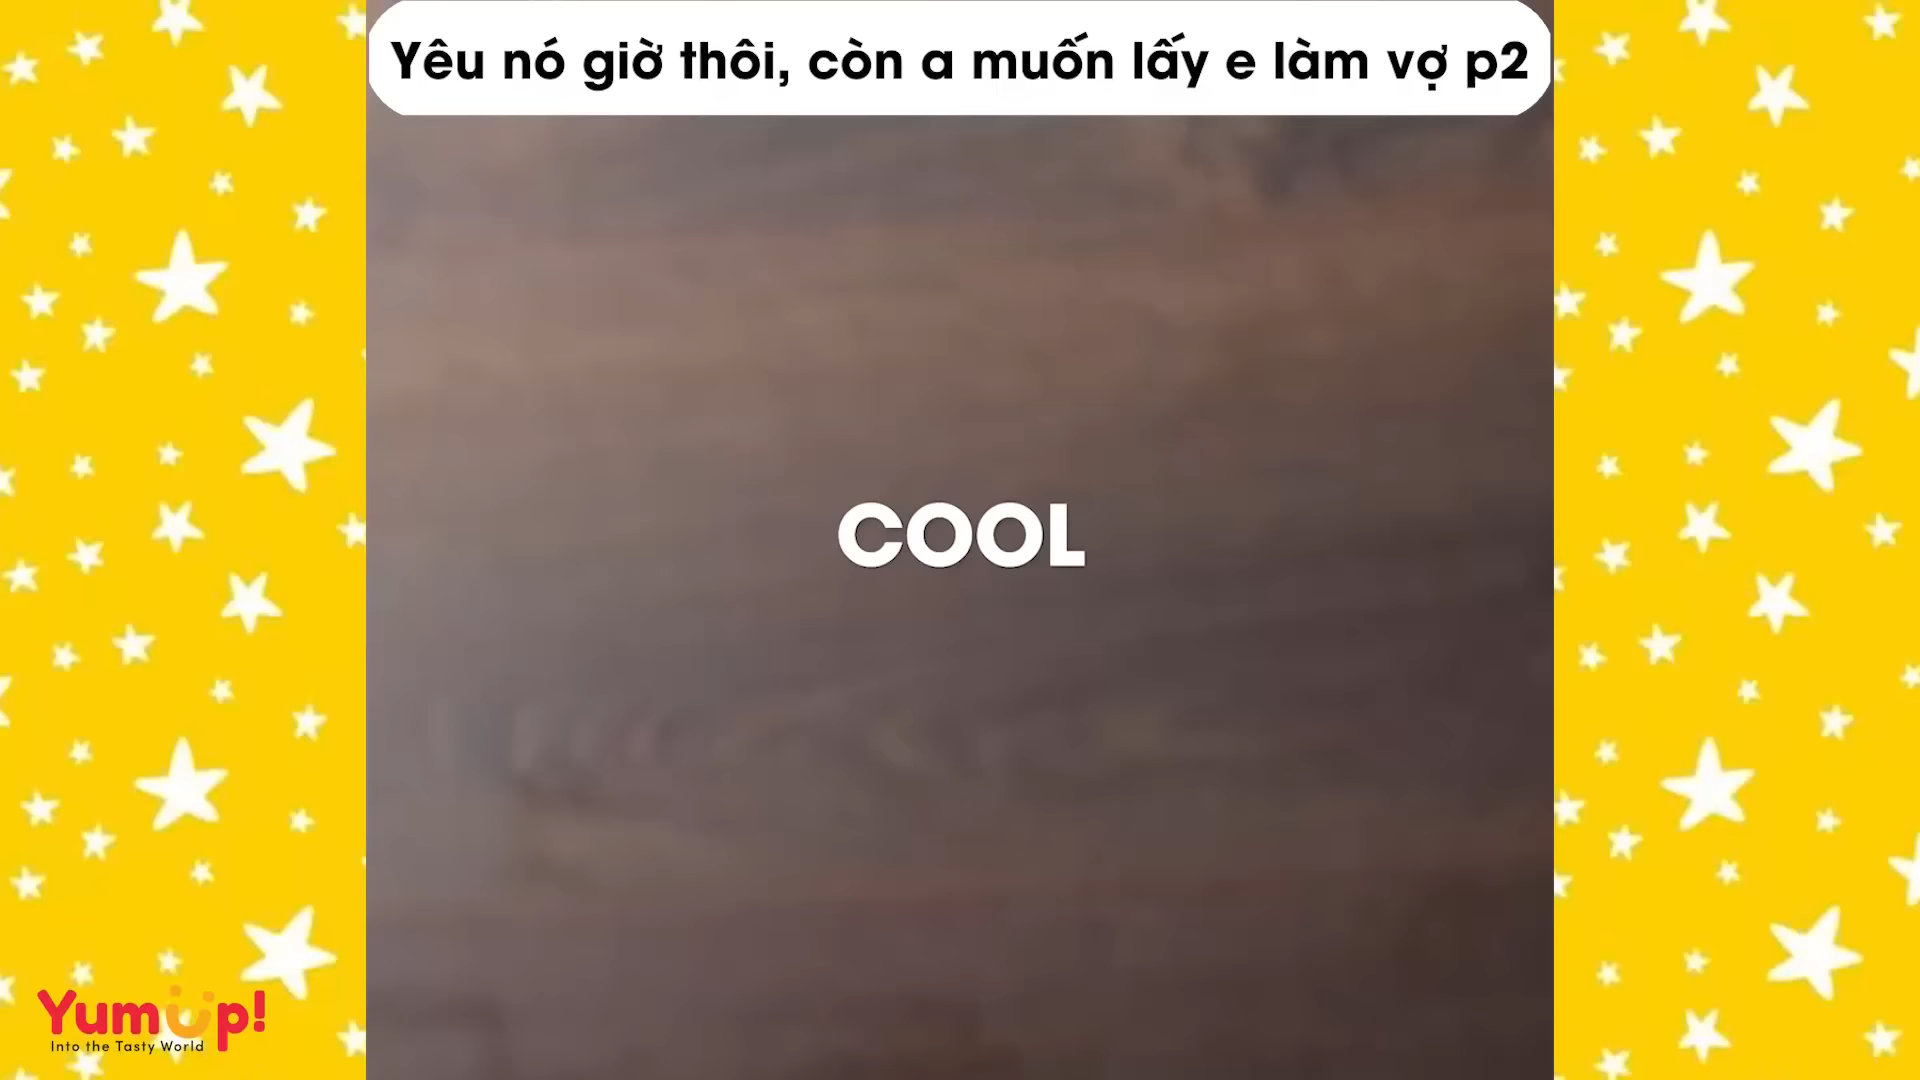 Yêu nó giờ thôi, còn a muốn lấy e làm vợ p2
COOL
YumUp!
Into the Tasty World